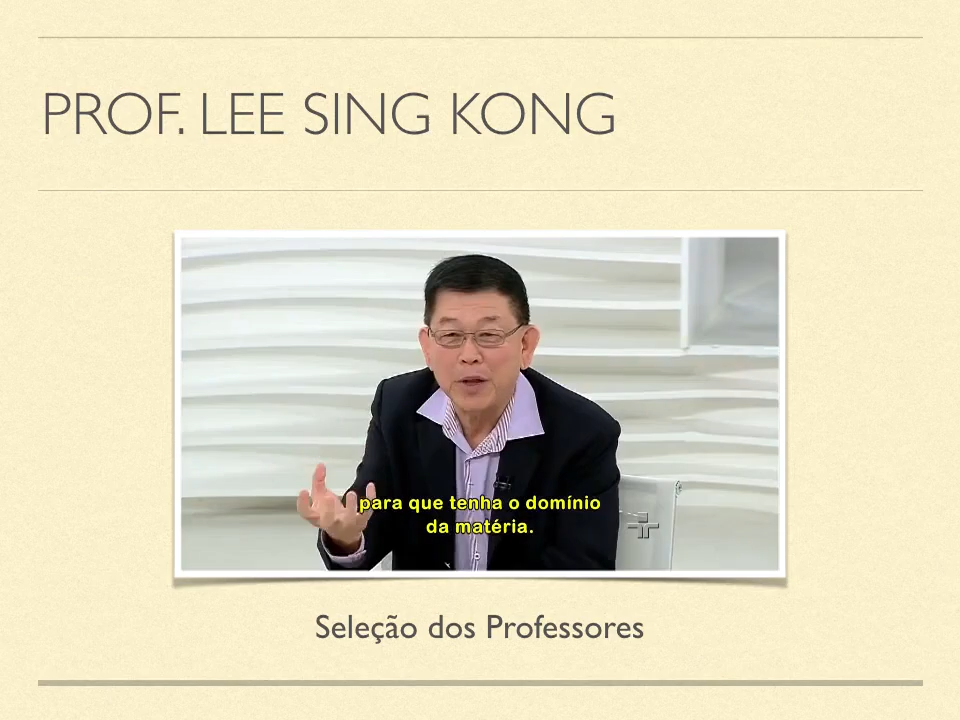 PROF. LEE SING KONG
para que tenha o domínio
da matéria.
Seleção dos Professores